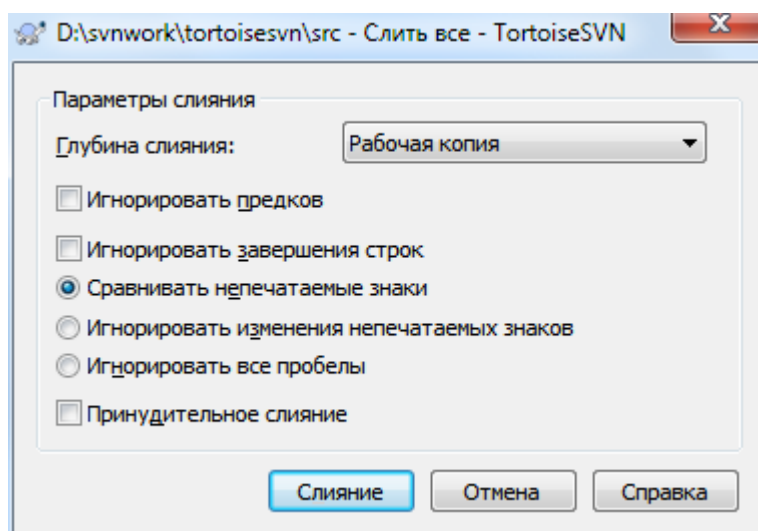 D:\svnwork\tortoisesvn\src - Слить все - TortoiseSVN
Параметры слияния
Глубина слияния: Рабочая копия
Игнорировать предков
Игнорировать завершения строк
Сравнивать непечатаемые знаки
Игнорировать изменения непечатаемых знаков
Игнорировать все пробелы
Принудительное слияние
Слияние Отмена Справка